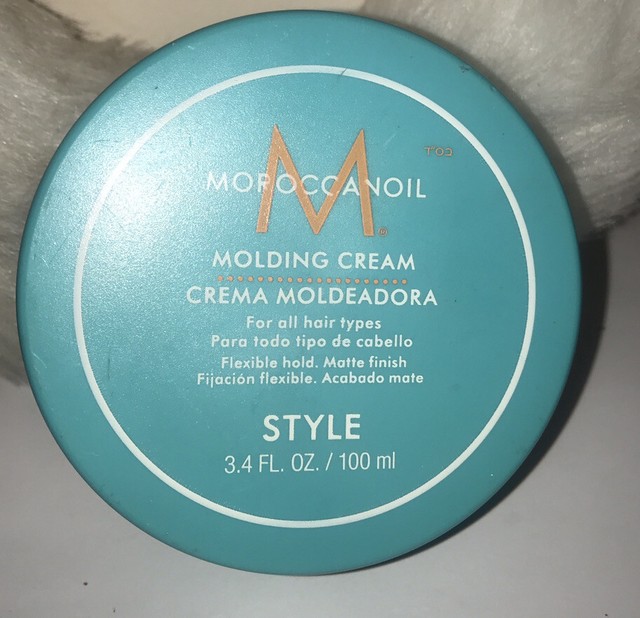 M
MOROCCANOIL
MOLDING CREAM
CREMA MOLDEADORA
For all hair types
Para todo tipo de cabello
Flexible hold. Matte finish
Fijación flexible. Acabado mate
STYLE
3.4 FL. OZ. / 100 ml